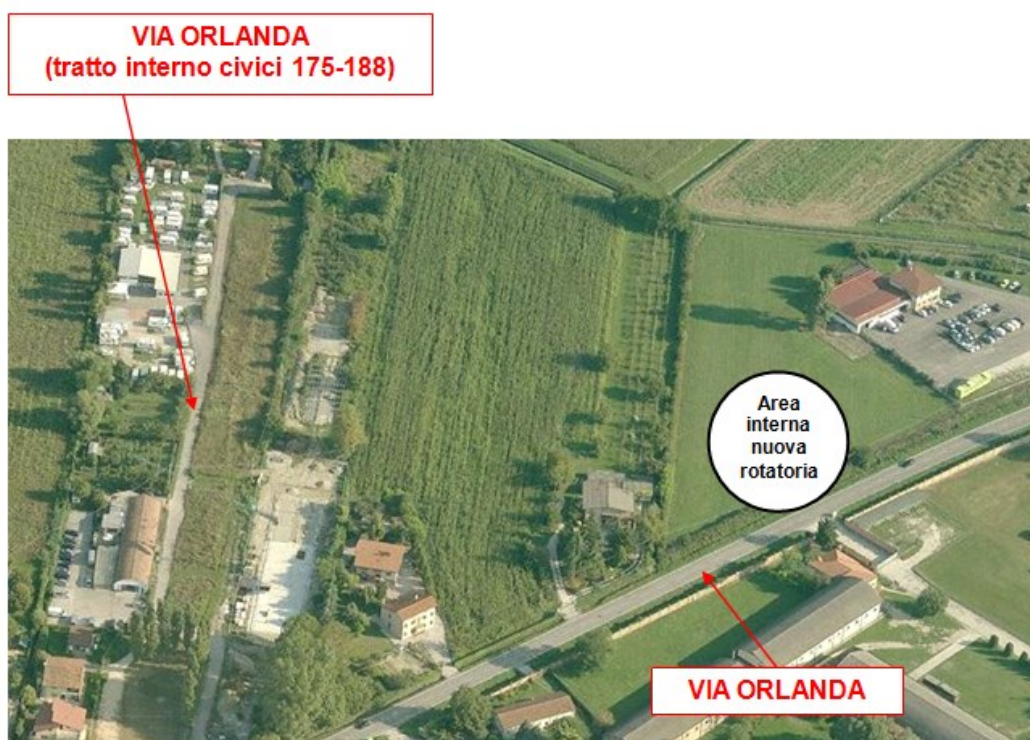 VIA ORLANDA
(tratto interno civici 175-188)
Area
interna
nuova
rotatoria
VIA ORLANDA